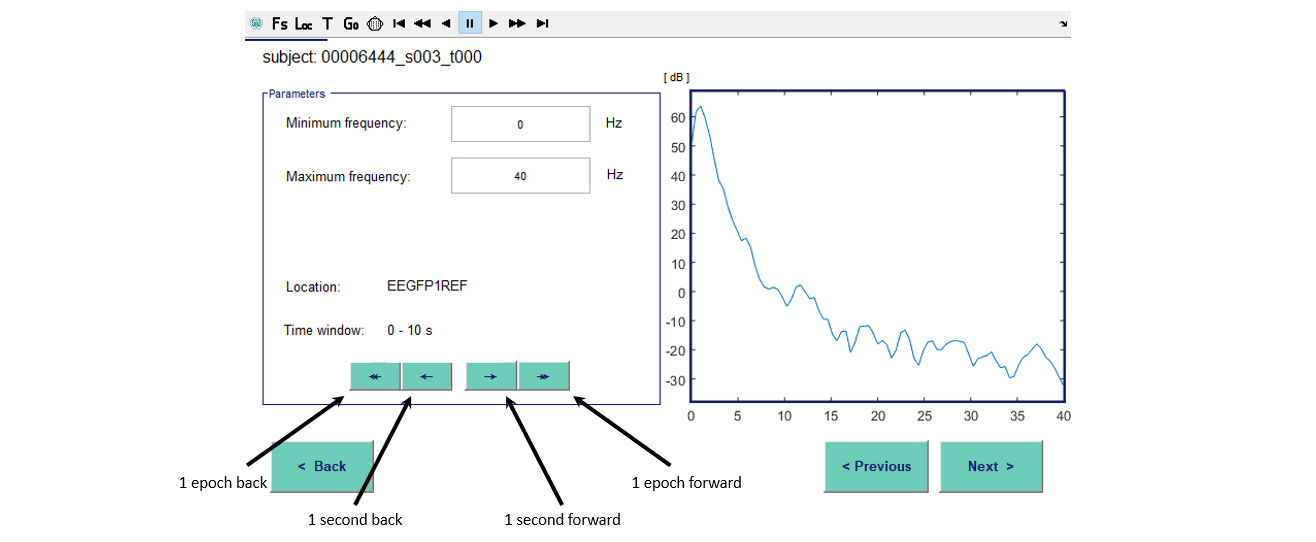 Fs Loc T Go
subject: 00006444_s003_t000
[ dB ]
Parameters
Minimum frequency: 0 Hz
Maximum frequency: 40 Hz
Location: EEGFP1REF
Time window: 0 - 10 s
60
50
40
30
20
10
0
-10
-20
-30
0 5 10 15 20 25 30 35 40
< Back
< Previous
Next >
1 epoch back
1 epoch forward
1 second back
1 second forward